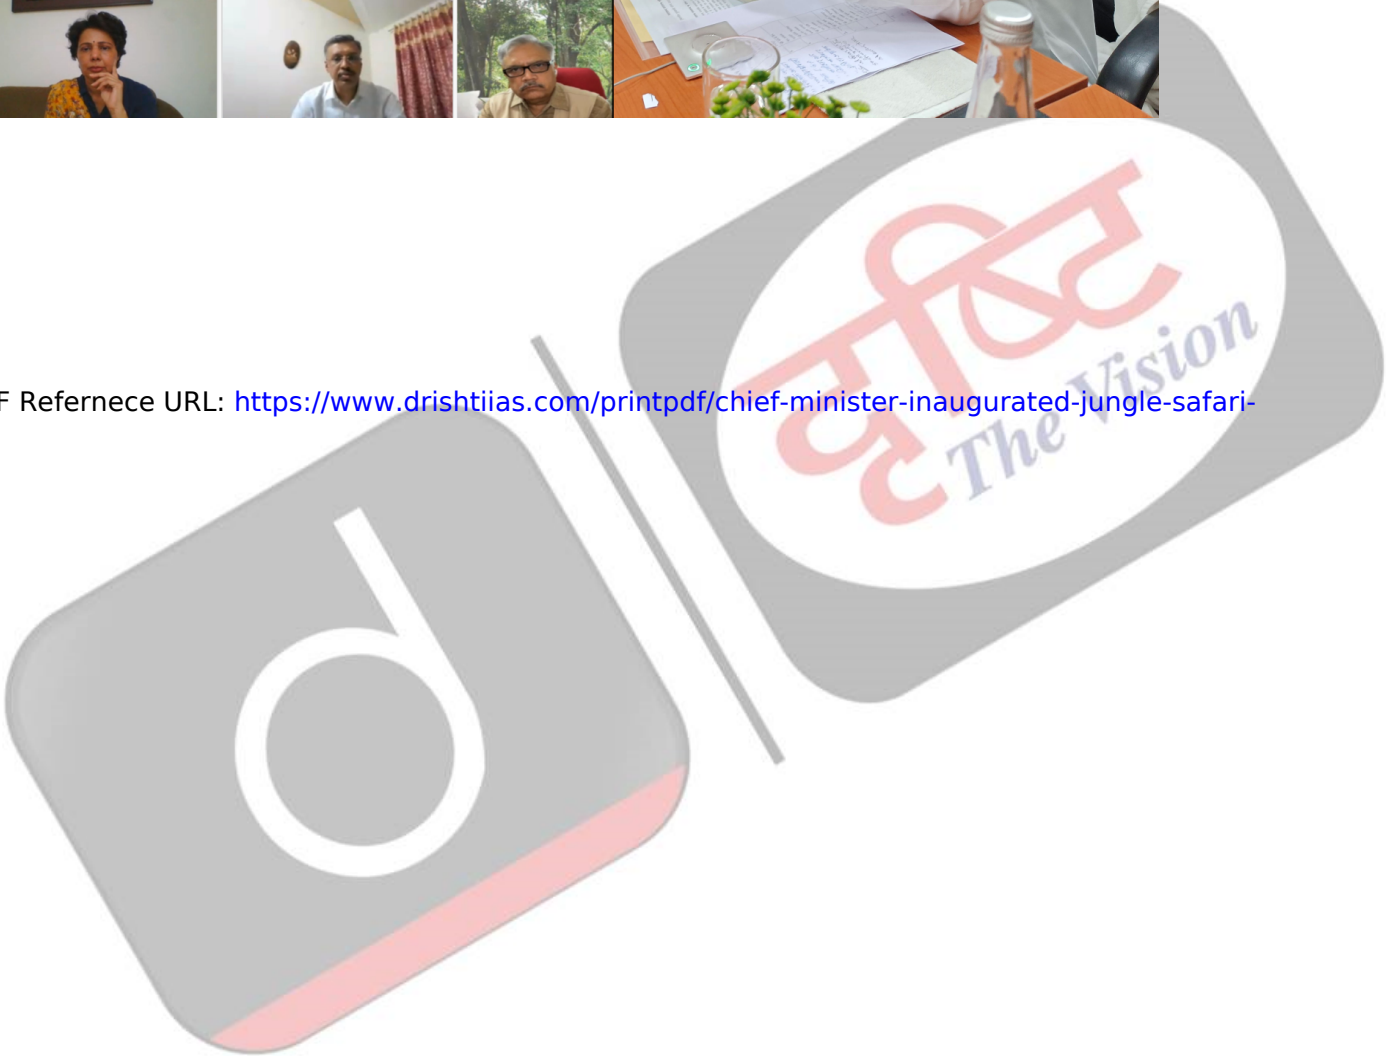 दृष्टि
The Vision
F Refernece URL: https://www.drishtiias.com/printpdf/chief-minister-inaugurated-jungle-safari-